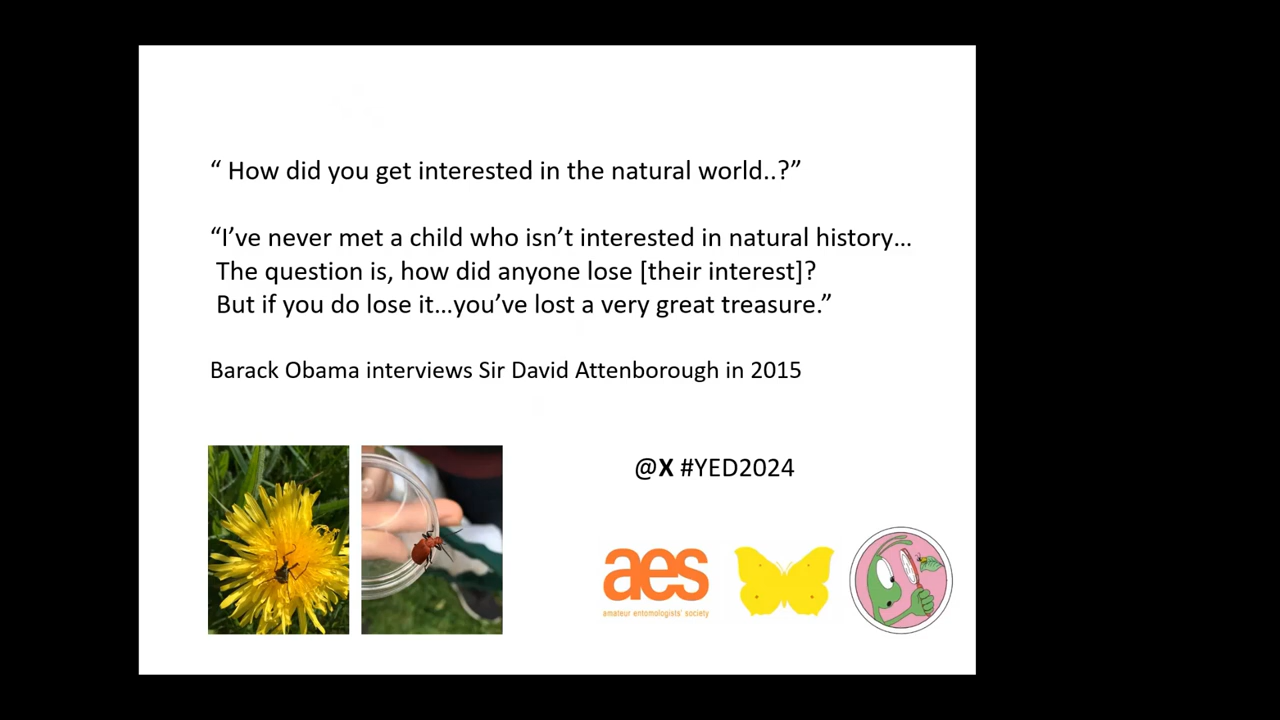 “ How did you get interested in the natural world..?”
“I’ve never met a child who isn’t interested in natural history…
The question is, how did anyone lose [their interest]?
But if you do lose it…you’ve lost a very great treasure.”
Barack Obama interviews Sir David Attenborough in 2015
@X #YED2024
aes
amateur entomologists' society